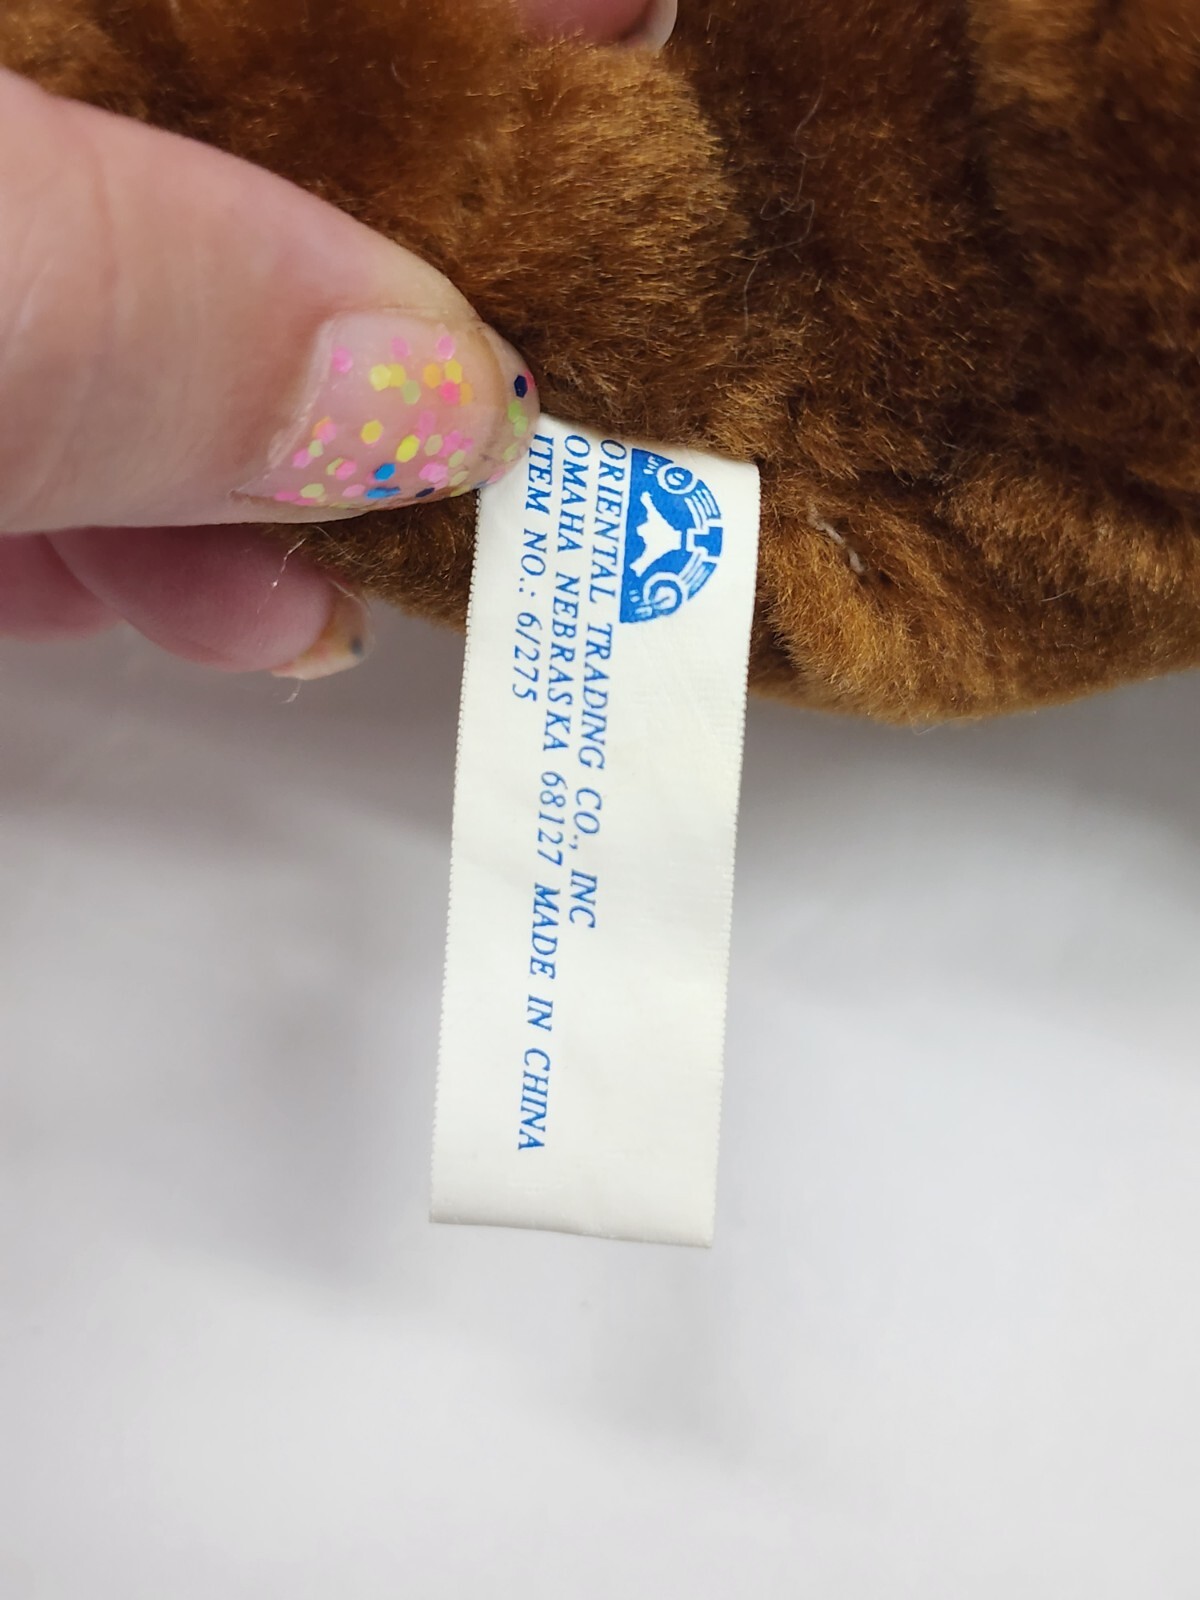 ORIENTAL TRADING CO., INC
OMAHA NEBRASKA 68127 MADE IN CHINA
ITEM NO.: 6/275